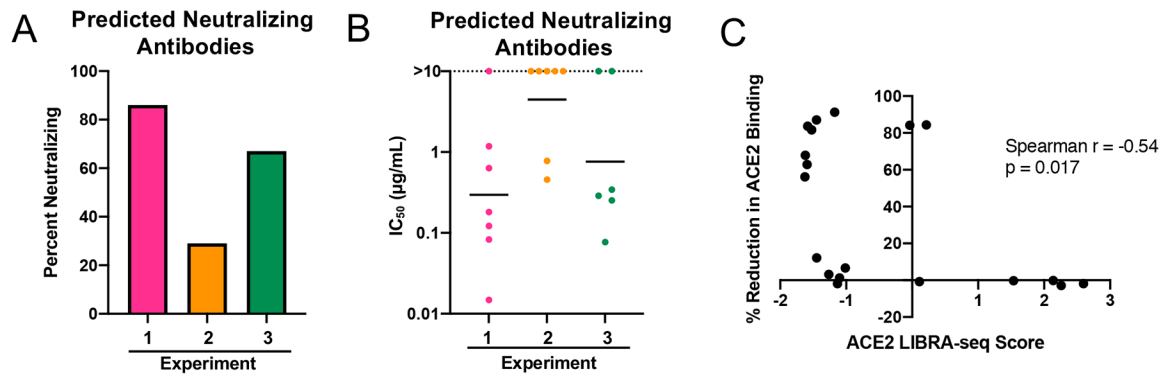 A
Predicted Neutralizing
Antibodies
Percent Neutralizing
100
80
60
40
20
0
1 2 3
Experiment
B
Predicted Neutralizing
Antibodies
IC50 (μg/mL)
>10
1
0.1
0.01
1 2 3
Experiment
C
% Reduction in ACE2 Binding
100
80
60
40
20
-20
-2 -1 1 2 3
Spearman r = -0.54
p = 0.017
ACE2 LIBRA-seq Score